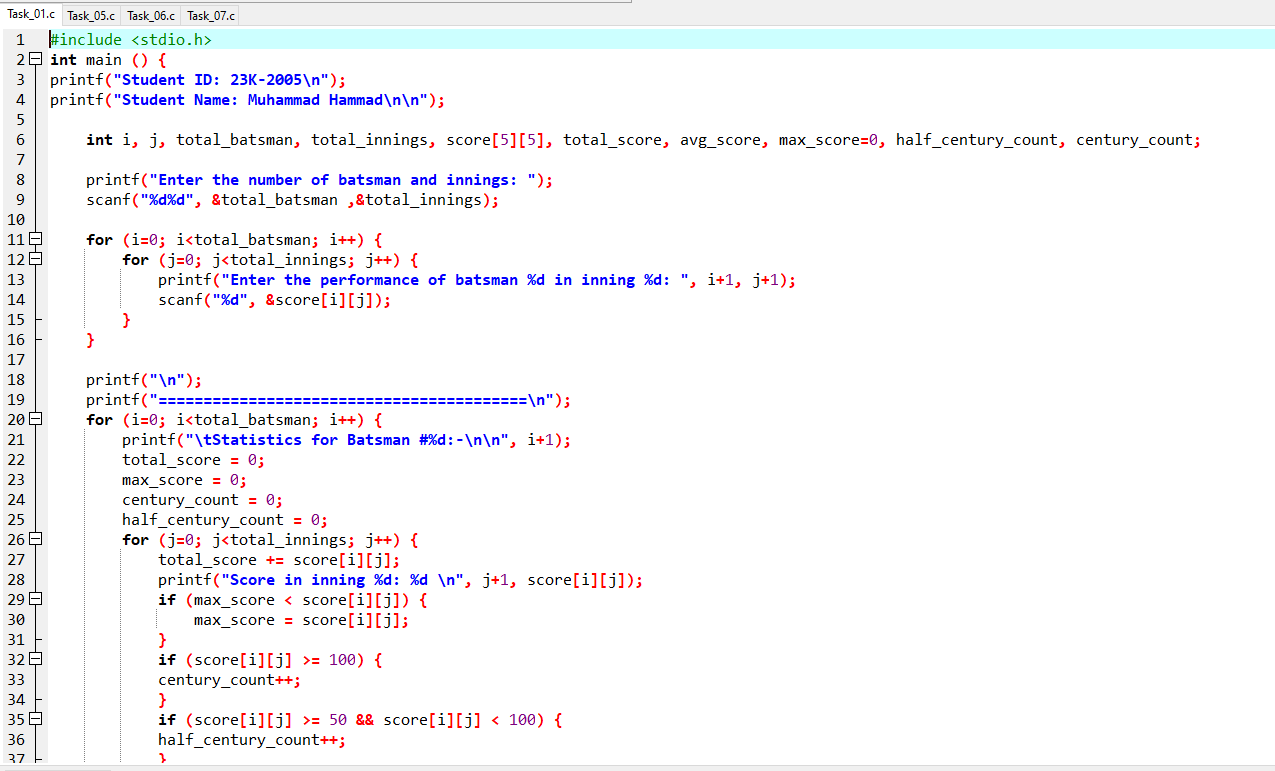 Task_01.c Task_05.c Task_06.c Task_07.c
1 #include <stdio.h>
2 int main () {
3 printf("Student ID: 23K-2005\n");
4 printf("Student Name: Muhammad Hammad\n\n");
5
6 int i, j, total_batsman, total_innings, score[5][5], total_score, avg_score, max_score=0, half_century_count, century_count;
7
8 printf("Enter the number of batsman and innings: ");
9 scanf("%d%d", &total_batsman ,&total_innings);
10
11 for (i=0; i<total_batsman; i++) {
12 for (j=0; j<total_innings; j++) {
13 printf("Enter the performance of batsman %d in inning %d: ", i+1, j+1);
14 scanf("%d", &score[i][j]);
15 }
16 }
17
18 printf("\n");
19 printf("=========================================\n");
20 for (i=0; i<total_batsman; i++) {
21 printf("\tStatistics for Batsman #%d:-\n\n", i+1);
22 total_score = 0;
23 max_score = 0;
24 century_count = 0;
25 half_century_count = 0;
26 for (j=0; j<total_innings; j++) {
27 total_score += score[i][j];
28 printf("Score in inning %d: %d \n", j+1, score[i][j]);
29 if (max_score < score[i][j]) {
30 max_score = score[i][j];
31 }
32 if (score[i][j] >= 100) {
33 century_count++;
34 }
35 if (score[i][j] >= 50 && score[i][j] < 100) {
36 half_century_count++;
37 }